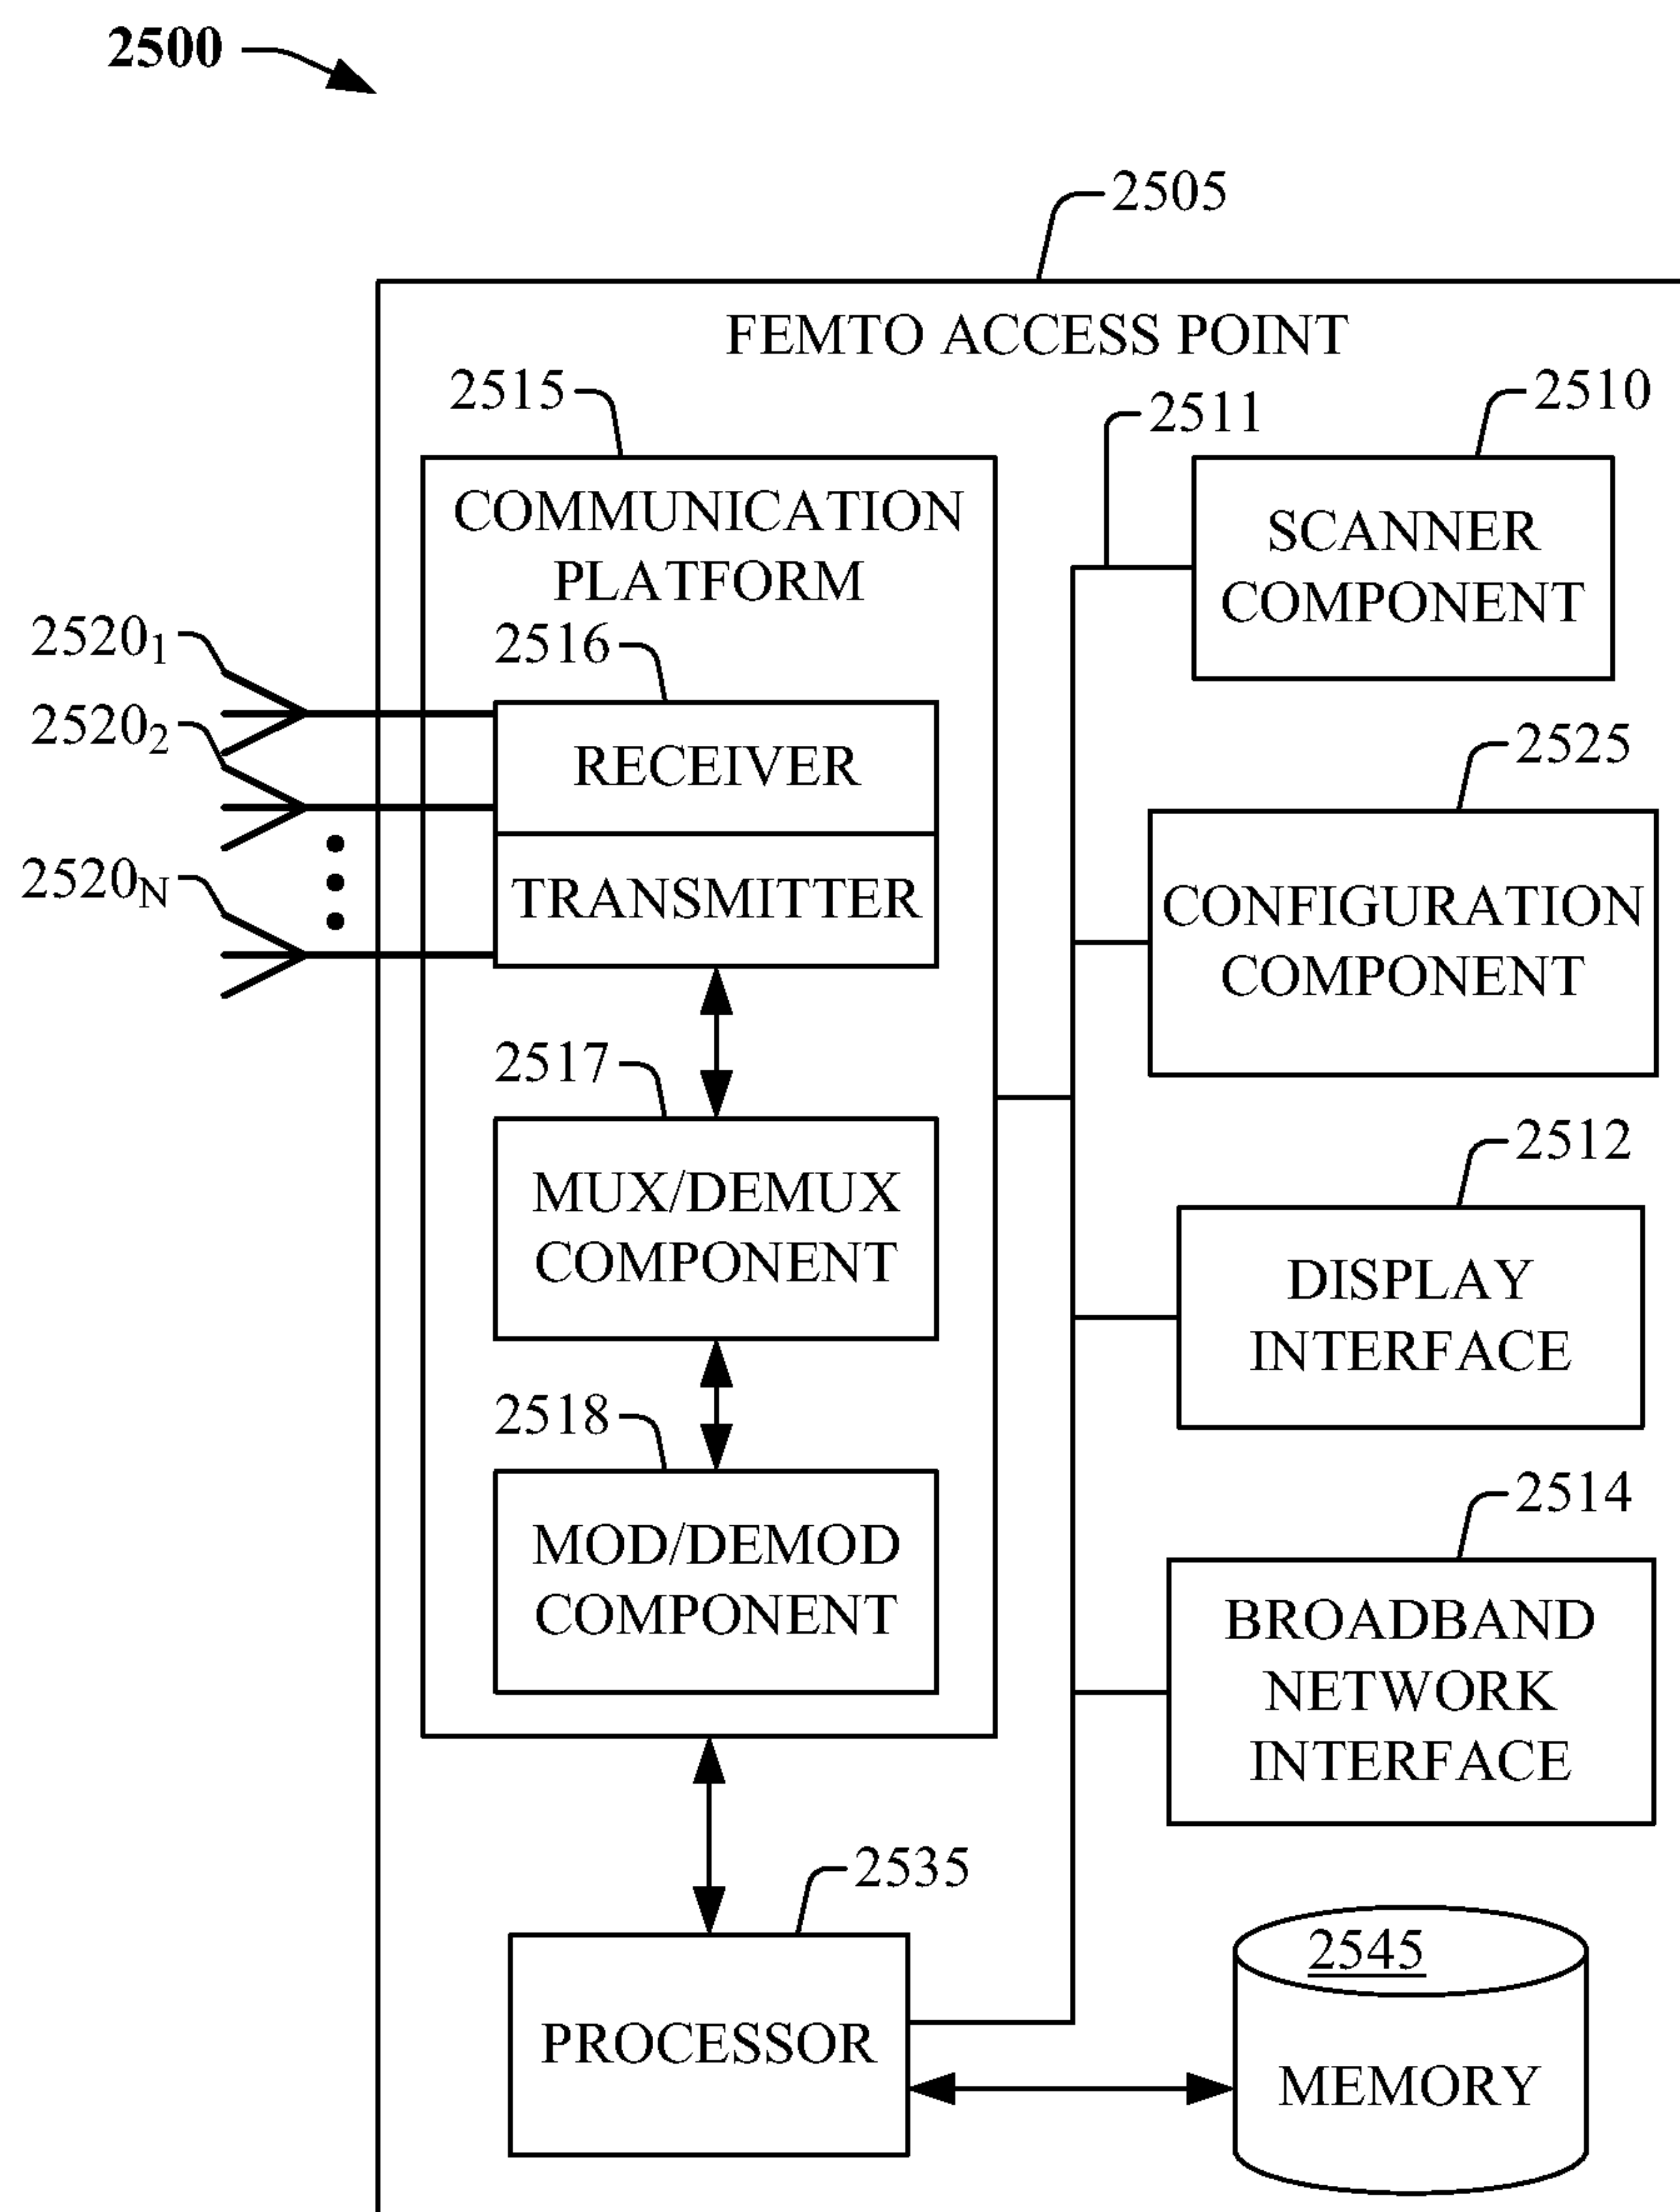 2500
2505
FEMTO ACCESS POINT
2515
2511
2510
COMMUNICATION
PLATFORM
SCANNER
COMPONENT
2520₁
2516
2520₂
RECEIVER
2525
2520N
TRANSMITTER
CONFIGURATION
COMPONENT
2517
2512
MUX/DEMUX
COMPONENT
DISPLAY
INTERFACE
2518
2514
MOD/DEMOD
COMPONENT
BROADBAND
NETWORK
INTERFACE
2535
2545
PROCESSOR
MEMORY